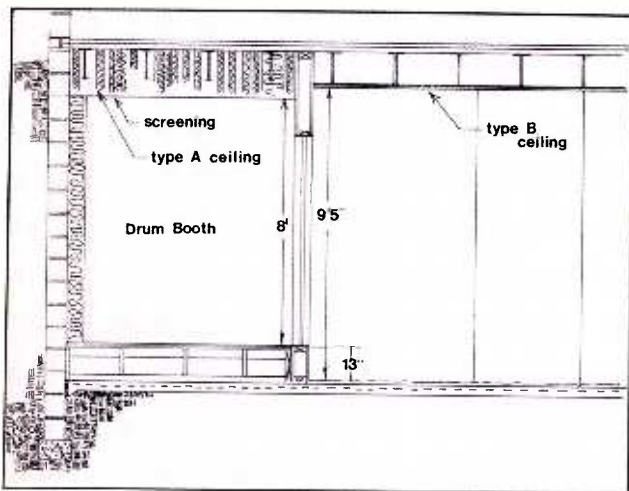 screening
type A ceiling
type B
ceiling
Drum Booth
8'
9'5"
13"